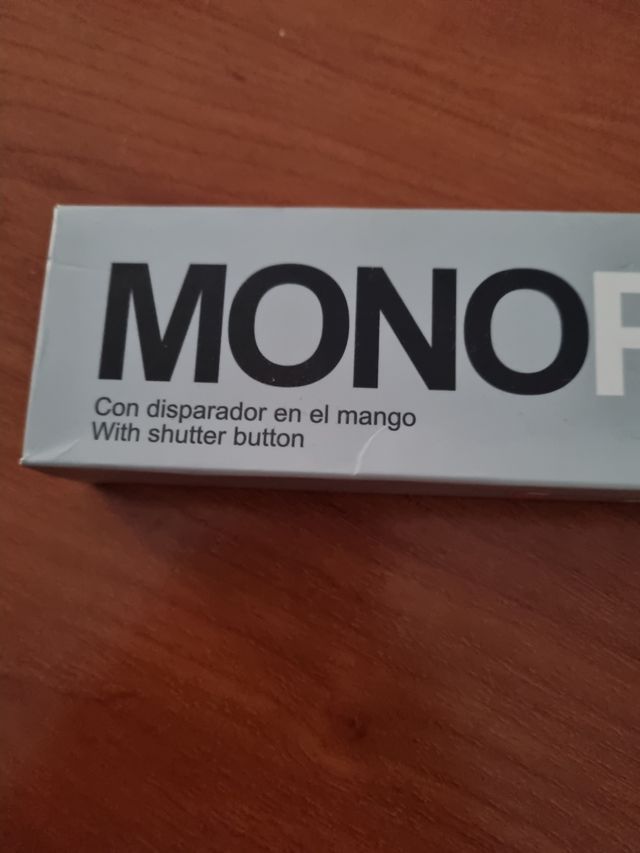 MONO
Con disparador en el mango
With shutter button